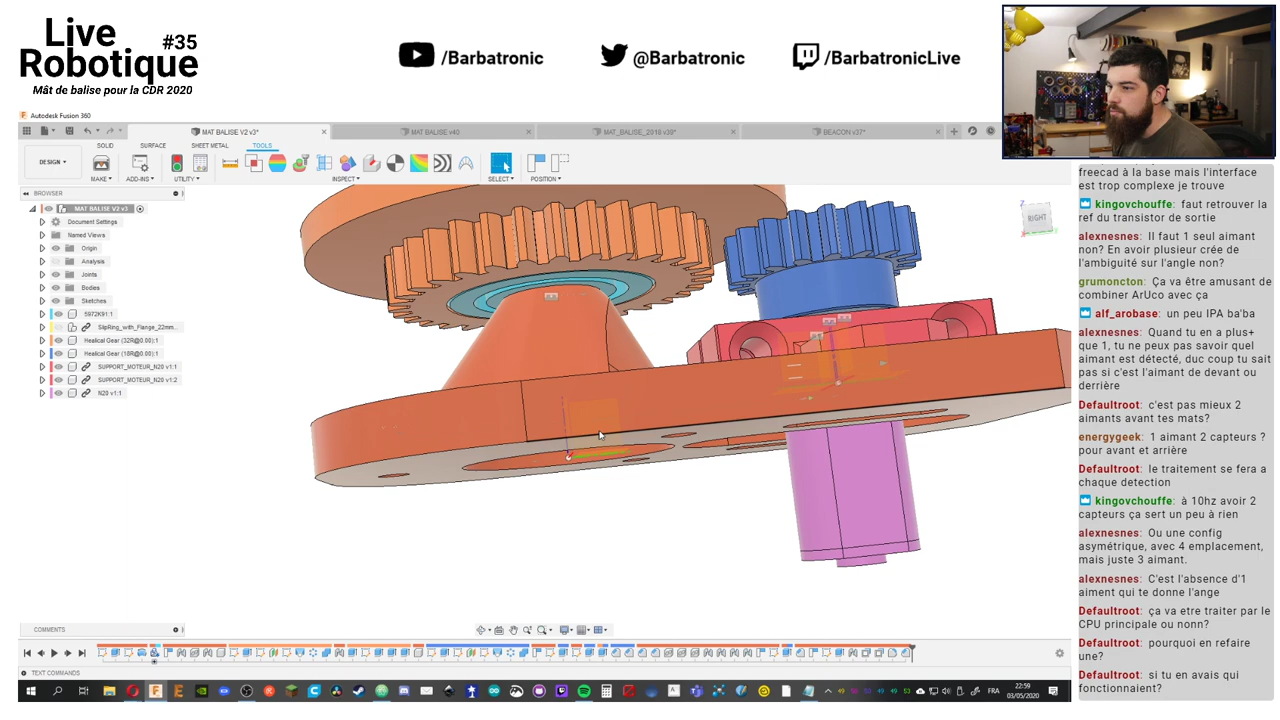 Live
Robotique #35
Mât de balise pour la CDR 2020
/Barbatronic
@Barbatronic
/BarbatronicLive
Autodesk Fusion 360
MAT BALISE V2 v3*
MAT BALISE v40
MAT_BALISE_2018 v39*
BEACON v37*
SOLID SURFACE SHEET METAL TOOLS
DESIGN
MAKE ADD-INS UTILITY INSPECT SELECT POSITION
BROWSER
MAT BALISE V2 v3
Document Settings
Named Views
Origin
Analysis
Joints
Bodies
Sketches
5972K91:1
SlipRing_with_Flange_22mm...
Healical Gear (32R@0.00):1
Healical Gear (18R@0.00):1
SUPPORT_MOTEUR_N20 v1:1
SUPPORT_MOTEUR_N20 v1:2
N20 v1:1
RIGHT
COMMENTS
TEXT COMMANDS
FRA
22:59
03/05/2020
freecad à la base mais l'interface
est trop complexe je trouve
kingovchouffe: faut retrouver la
ref du transistor de sortie
alexnesnes: Il faut 1 seul aimant
non? En avoir plusieur crée de
l'ambiguité sur l'angle non?
grumoncton: Ça va être amusant de
combiner ArUco avec ça
alf_arobase: un peu IPA ba'ba
alexnesnes: Quand tu en a plus+
que 1, tu ne peux pas savoir quel
aimant est détecté, duc coup tu sait
pas si c'est l'aimant de devant ou
derrière
Defaultroot: c'est pas mieux 2
aimants avant tes mats?
energygeek: 1 aimant 2 capteurs ?
pour avant et arrière
Defaultroot: le traitement se fera a
chaque detection
kingovchouffe: à 10hz avoir 2
capteurs ça sert un peu à rien
alexnesnes: Ou une config
asymétrique, avec 4 emplacement,
mais juste 3 aimant.
alexnesnes: C'est l'absence d'1
aiment qui te donne l'ange
Defaultroot: ça va etre traiter par le
CPU principale ou nonn?
Defaultroot: pourquoi en refaire
une?
Defaultroot: si tu en avais qui
fonctionnaient?